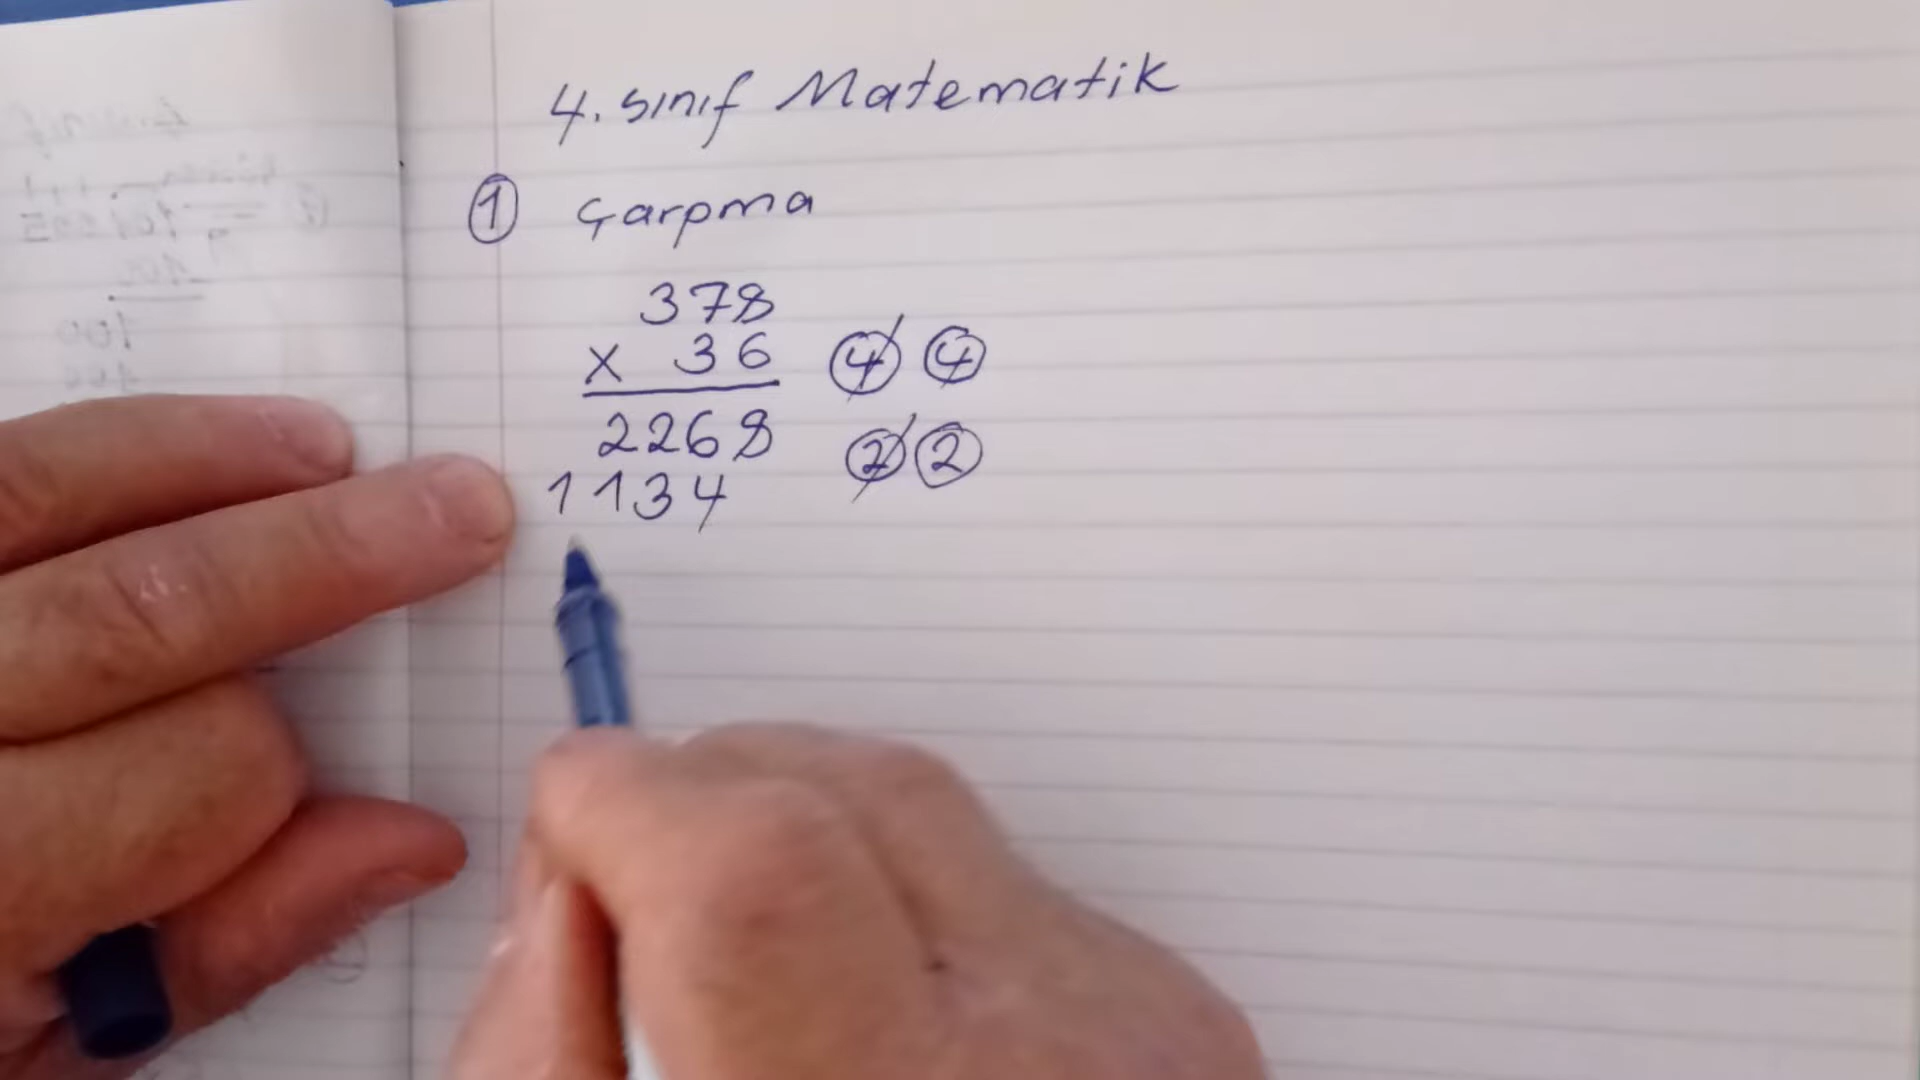 4. sınıf Matematik
① Çarpma
378
x 36 4 4
2268 2 2
1134